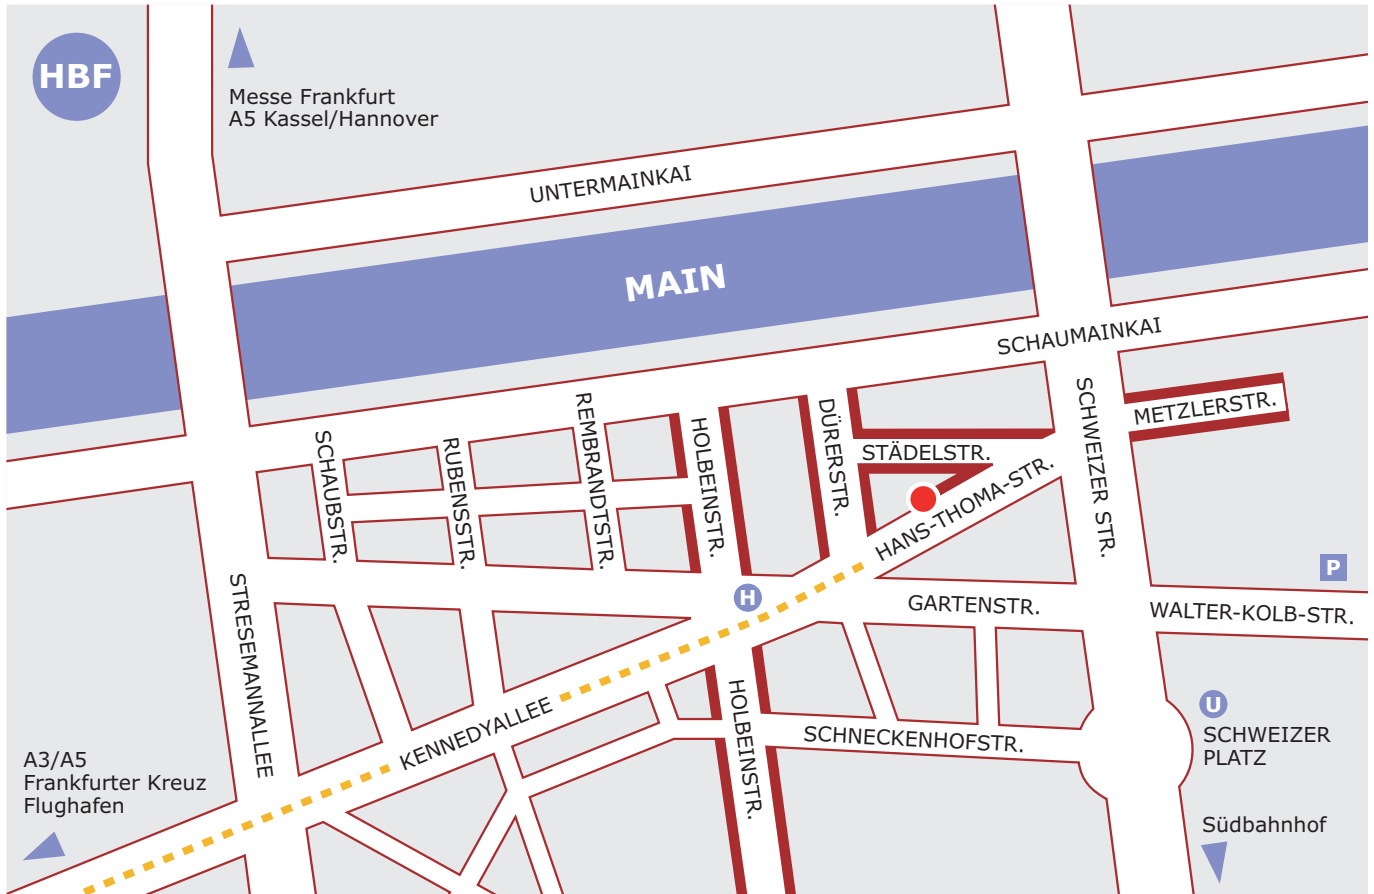 HBF
Messe Frankfurt
A5 Kassel/Hannover
UNTERMAINKAI
MAIN
SCHAUMAINKAI
METZLERSTR.
SCHWEIZER STR.
REMBRANDTSTR.
HOLBEINSTR.
DÜRERSTR.
SCHAUBSTR.
RUBENSSTR.
STÄDELSTR.
HANS-THOMA-STR.
P
H
GARTENSTR.
WALTER-KOLB-STR.
STRESEMANNALLEE
KENNEDYALLEE
HOLBEINSTR.
SCHNECKENHOFSTR.
U
SCHWEIZER
PLATZ
A3/A5
Frankfurter Kreuz
Flughafen
Südbahnhof